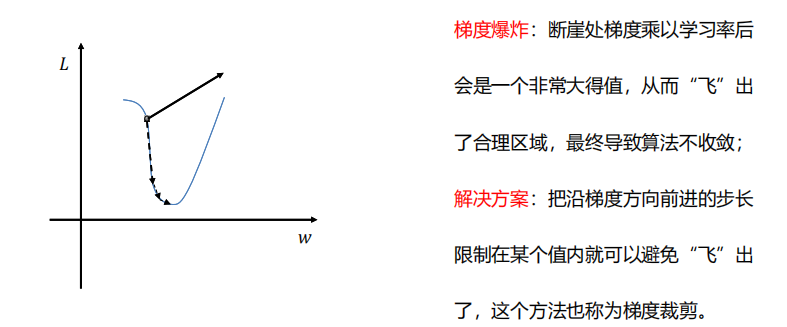 L
w
梯度爆炸：断崖处梯度乘以学习率后
会是一个非常大得值，从而“飞”出
了合理区域，最终导致算法不收敛；
解决方案：把沿梯度方向前进的步长
限制在某个值内就可以避免“飞”出
了，这个方法也称为梯度裁剪。